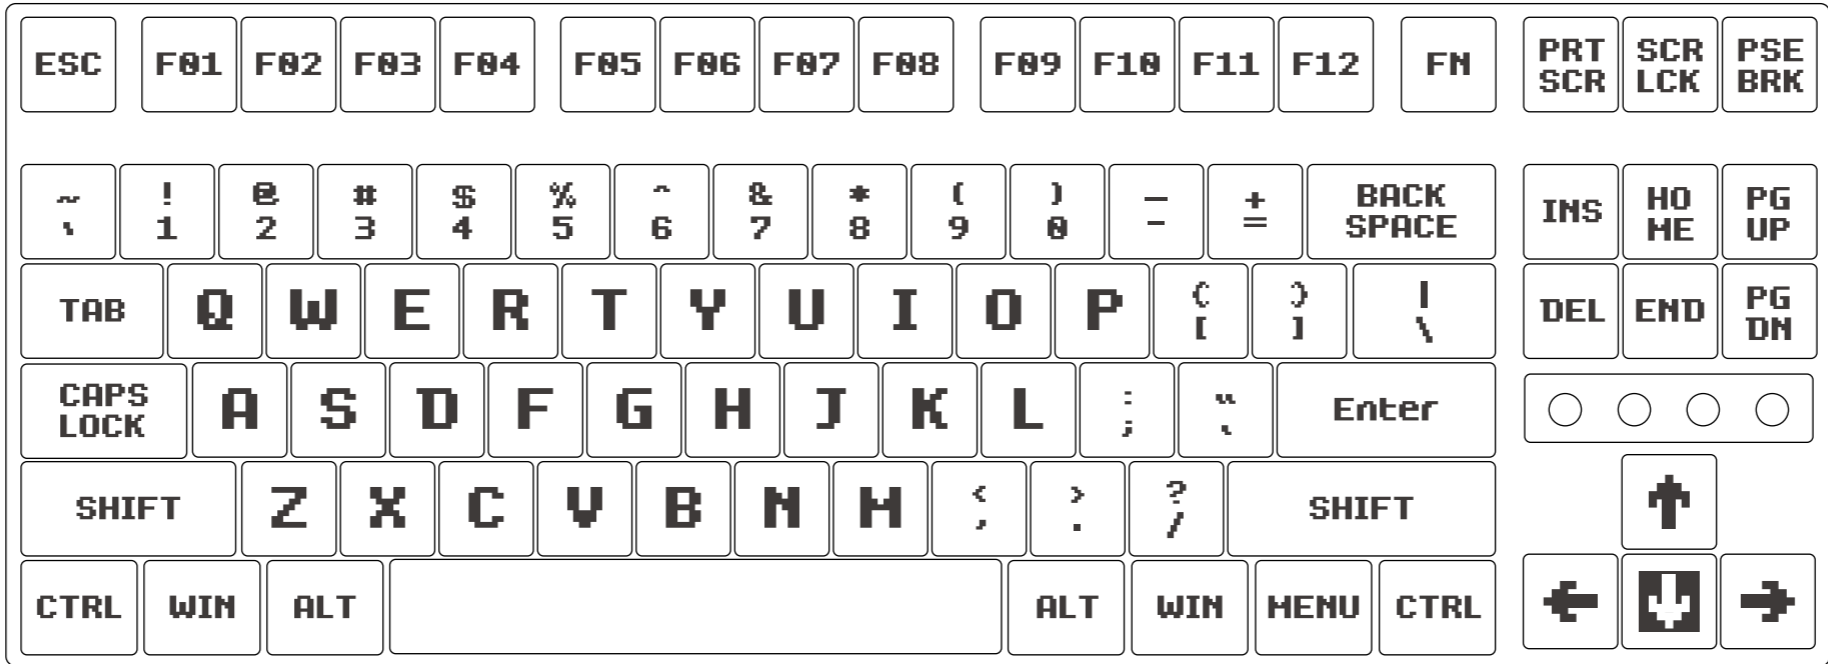 ESC F01 F02 F03 F04 F05 F06 F07 F08 F09 F10 F11 F12 FN PRT SCR LCK PSE
SCR BRK
~ ! @ # $ % ^ & * ( ) — + BACK INS HO PG
` 1 2 3 4 5 6 7 8 9 0 - = SPACE ME UP
TAB Q W E R T Y U I O P { } | DEL END PG
[ ] \ DN
CAPS A S D F G H J K L : " Enter
LOCK ; '
SHIFT Z X C V B N M < > ? SHIFT ↑
, . /
CTRL WIN ALT ALT WIN MENU CTRL ← ↓ →